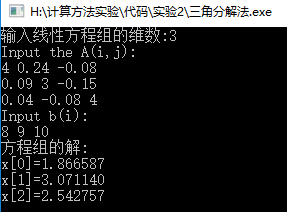 H:\计算方法实验\代码\实验2\三角分解法.exe
输入线性方程组的维数:3
Input the A(i,j):
4 0.24 -0.08
0.09 3 -0.15
0.04 -0.08 4
Input b(i):
8 9 10
方程组的解:
x[0]=1.866587
x[1]=3.071140
x[2]=2.542757